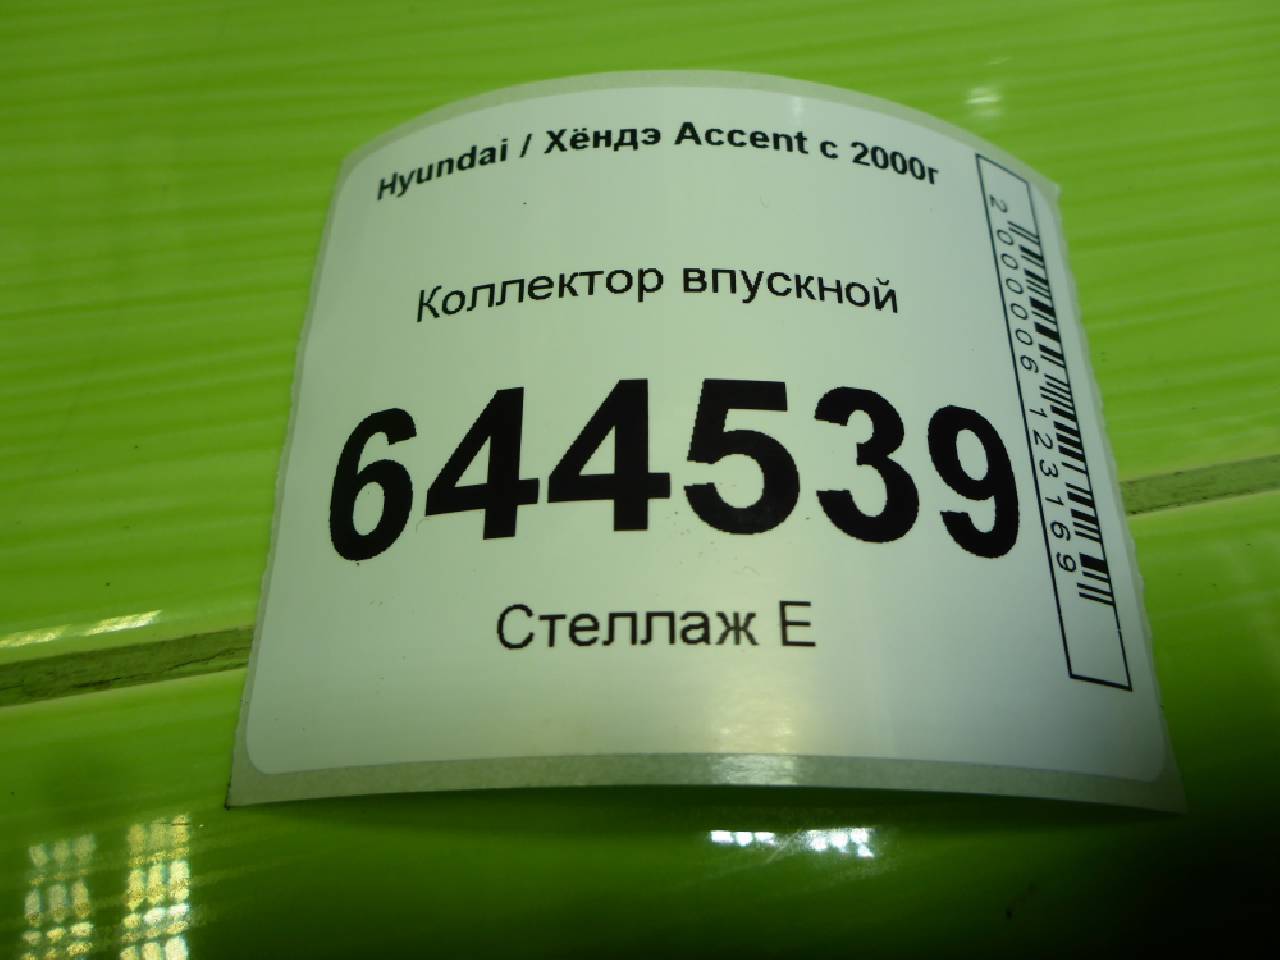 Hyundai / Хёндэ Accent с 2000г
Коллектор впускной
644539
Стеллаж Е
2000006123169